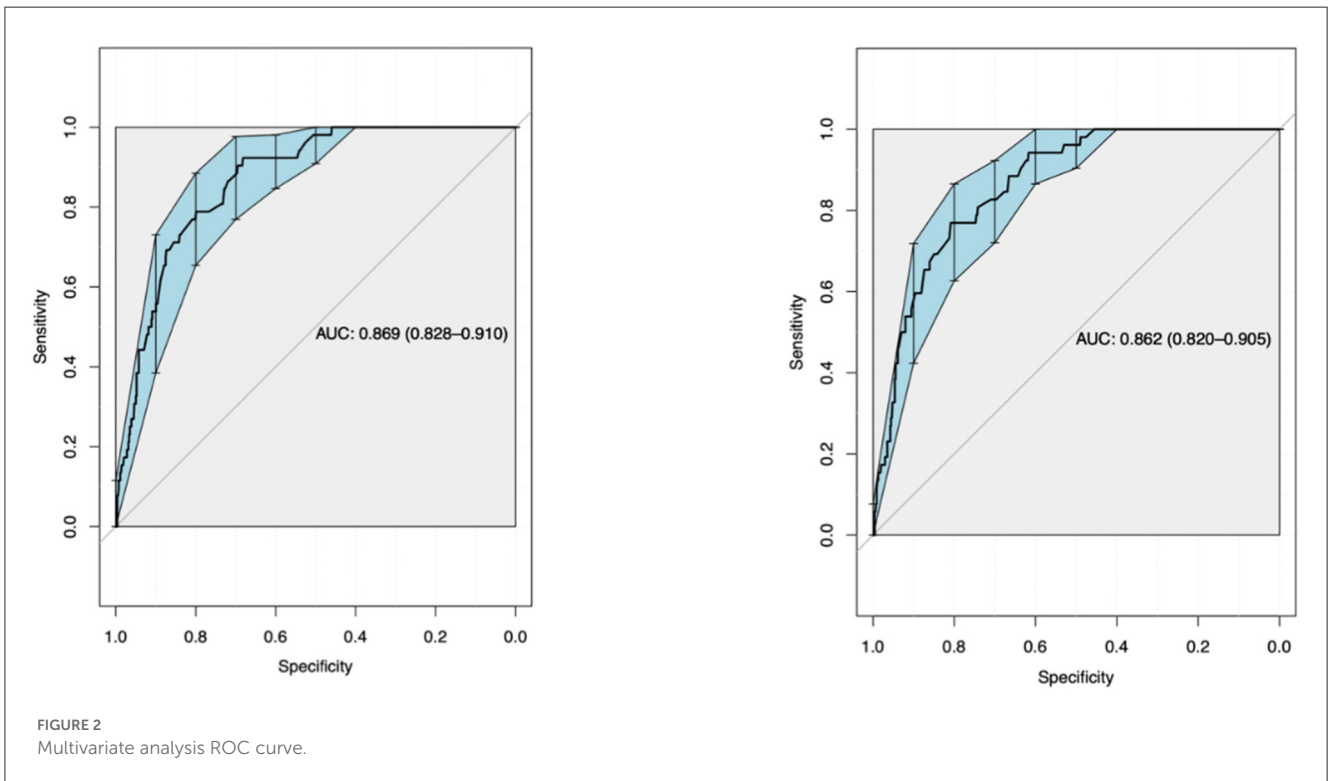 1.0
0.8
0.6
0.4
0.2
0.0
Sensitivity
AUC: 0.869 (0.828–0.910)
1.0 0.8 0.6 0.4 0.2 0.0
Specificity
1.0
0.8
0.6
0.4
0.2
0.0
Sensitivity
AUC: 0.862 (0.820–0.905)
1.0 0.8 0.6 0.4 0.2 0.0
Specificity
FIGURE 2
Multivariate analysis ROC curve.